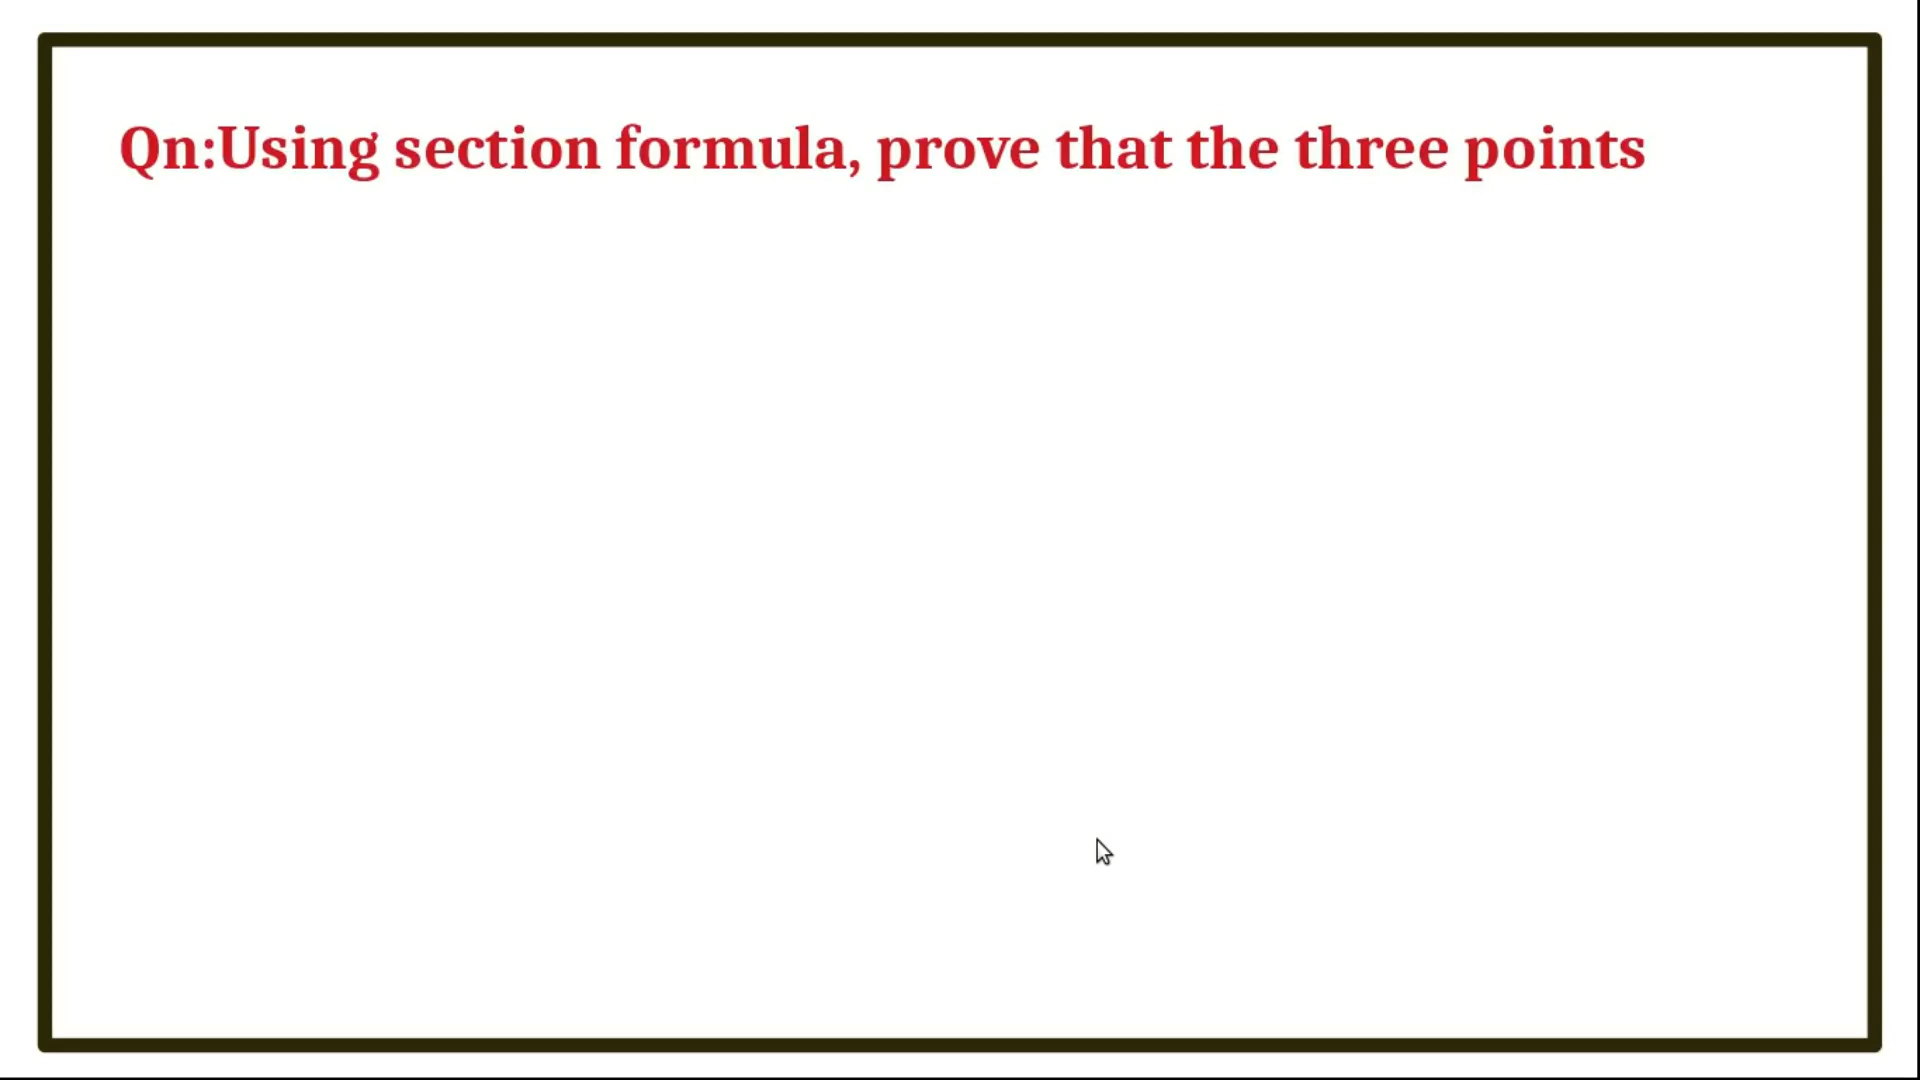 Qn:Using section formula, prove that the three points